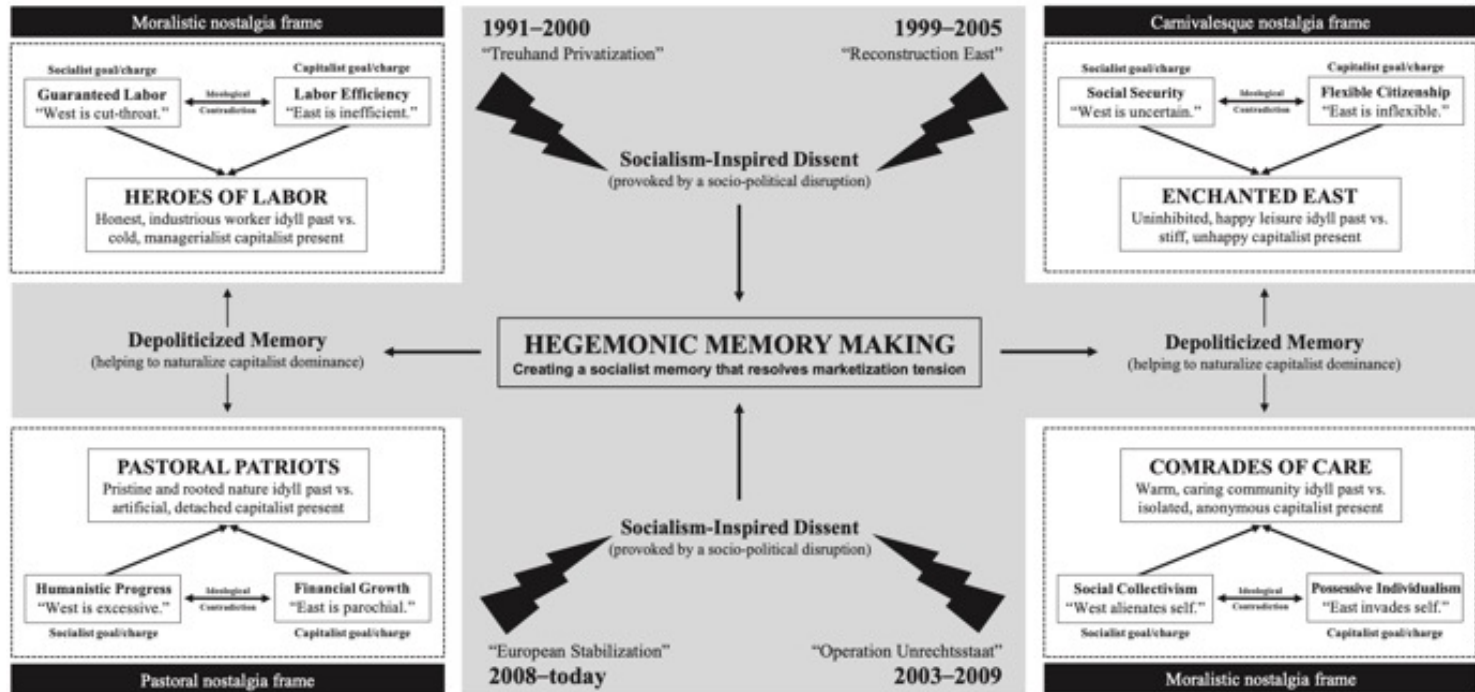 Moralistic nostalgia frame
Socialist goal/charge
Capitalist goal/charge
Guaranteed Labor
"West is cut-throat."
Ideological
Contradiction
Labor Efficiency
"East is inefficient."
HEROES OF LABOR
Honest, industrious worker idyll past vs.
cold, managerialist capitalist present
1991–2000
"Treuhand Privatization"
1999–2005
"Reconstruction East"
Socialism-Inspired Dissent
(provoked by a socio-political disruption)
Carnivalesque nostalgia frame
Socialist goal/charge
Capitalist goal/charge
Social Security
"West is uncertain."
Ideological
Contradiction
Flexible Citizenship
"East is inflexible."
ENCHANTED EAST
Uninhibited, happy leisure idyll past vs.
stiff, unhappy capitalist present
Depoliticized Memory
(helping to naturalize capitalist dominance)
HEGEMONIC MEMORY MAKING
Creating a socialist memory that resolves marketization tension
Depoliticized Memory
(helping to naturalize capitalist dominance)
PASTORAL PATRIOTS
Pristine and rooted nature idyll past vs.
artificial, detached capitalist present
Humanistic Progress
"West is excessive."
Ideological
Contradiction
Financial Growth
"East is parochial."
Socialist goal/charge
Capitalist goal/charge
Pastoral nostalgia frame
Socialism-Inspired Dissent
(provoked by a socio-political disruption)
"European Stabilization"
2008–today
"Operation Unrechtsstaat"
2003–2009
COMRADES OF CARE
Warm, caring community idyll past vs.
isolated, anonymous capitalist present
Social Collectivism
"West alienates self."
Ideological
Contradiction
Possessive Individualism
"East invades self."
Socialist goal/charge
Capitalist goal/charge
Moralistic nostalgia frame